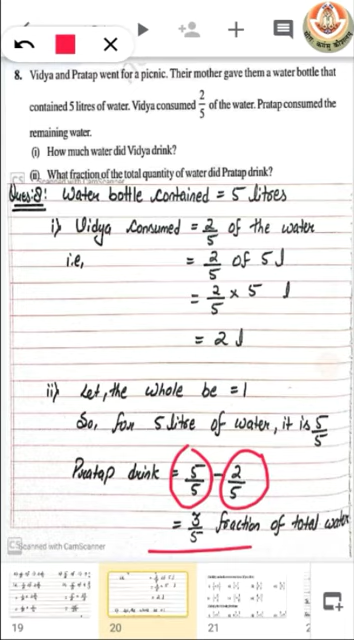 8. Vidya and Pratap went for a picnic. Their mother gave them a water bottle that
contained 5 litres of water. Vidya consumed 2/5 of the water. Pratap consumed the
remaining water.
(i) How much water did Vidya drink?
(ii) What fraction of the total quantity of water did Pratap drink?
CS Scanned with CamScanner
Ques:8: Water bottle contained = 5 litres
i) Vidya consumed = 2/5 of the water
i.e, = 2/5 of 5 l
= 2/5 × 5 l
= 2 l
ii) Let, the whole be = 1
So, for 5 litre of water, it is 5/5
Pratap drink = 5/5 - 2/5
= 3/5 fraction of total water
CS Scanned with CamScanner
19
20
21